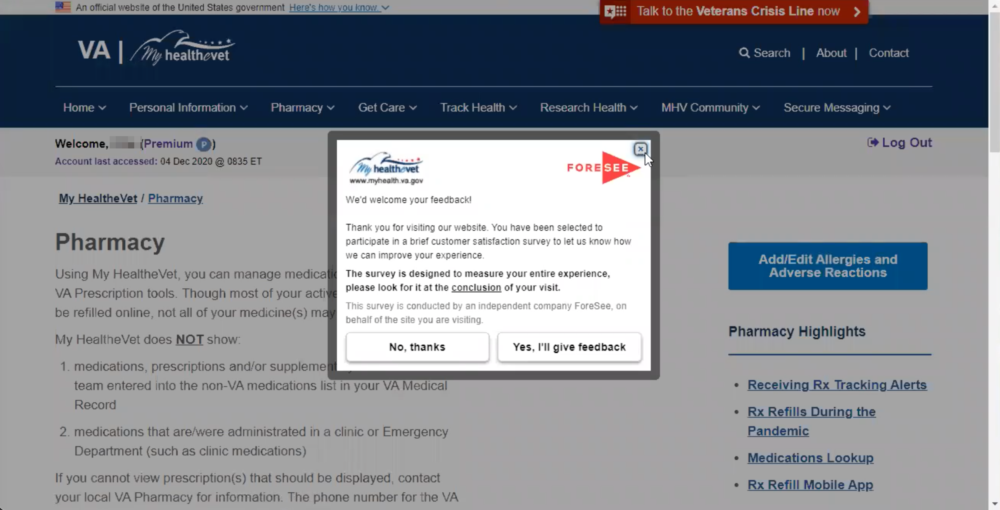 An official website of the United States government Here's how you know.
Talk to the Veterans Crisis Line now
VA | My healthevet
Search | About | Contact
Home Personal Information Pharmacy Get Care Track Health Research Health MHV Community Secure Messaging
Welcome, (Premium P)
Log Out
Account last accessed: 04 Dec 2020 @ 0835 ET
My HealtheVet / Pharmacy
Pharmacy
Using My HealtheVet, you can manage
VA Prescription tools. Though most of your active
be refilled online, not all of your medicine(s) may
My HealtheVet does NOT show:
1. medications, prescriptions and/or
team entered into the non-VA medications list in your VA Medical
Record
2. medications that are/were administrated in a clinic or Emergency
Department (such as clinic medications)
If you cannot view prescription(s) that should be displayed, contact
your local VA Pharmacy for information. The phone number for the VA
My healthevet
www.myhealth.va.gov
FORESEE
We'd welcome your feedback!
Thank you for visiting our website. You have been selected to
participate in a brief customer satisfaction survey to let us know how
we can improve your experience.
The survey is designed to measure your entire experience,
please look for it at the conclusion of your visit.
This survey is conducted by an independent company ForeSee, on
behalf of the site you are visiting.
No, thanks
Yes, I'll give feedback
Add/Edit Allergies and
Adverse Reactions
Pharmacy Highlights
• Receiving Rx Tracking Alerts
• Rx Refills During the
Pandemic
• Medications Lookup
• Rx Refill Mobile App